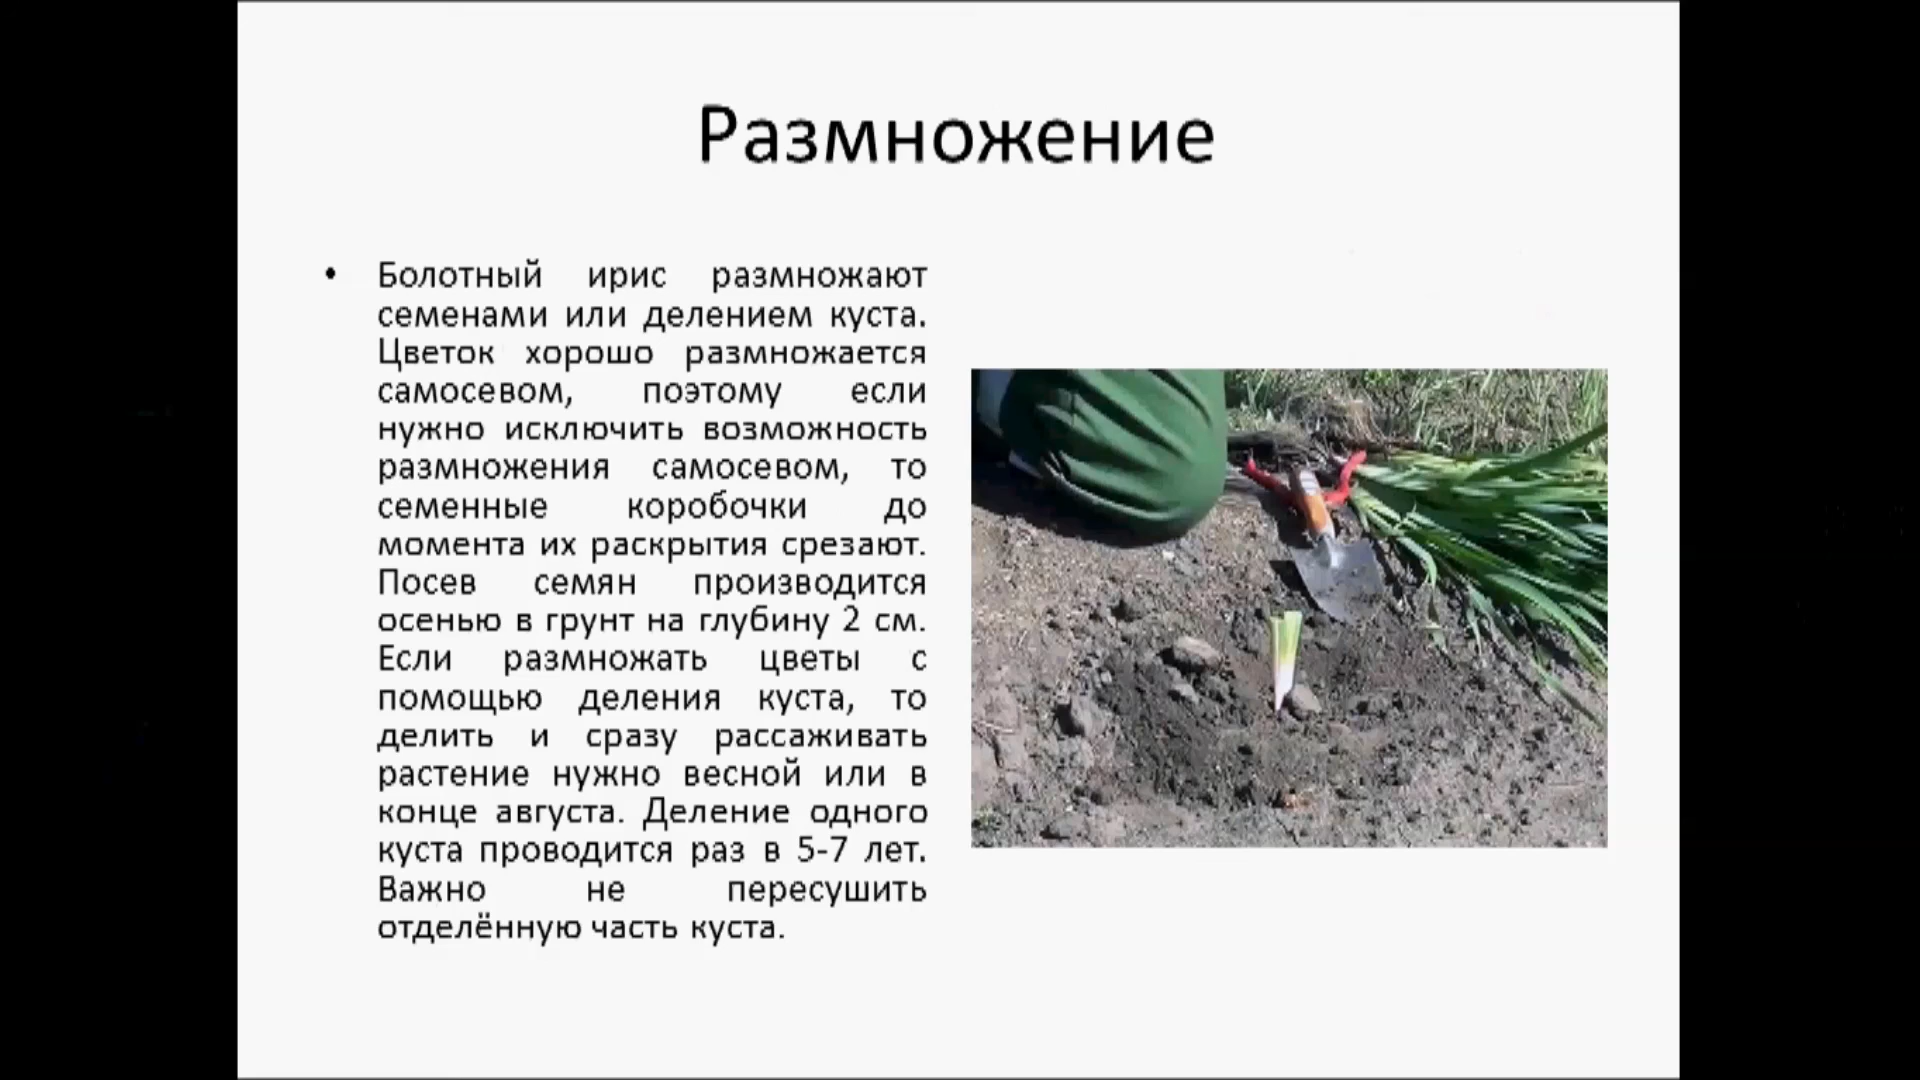 Размножение
• Болотный ирис размножают
семенами или делением куста.
Цветок хорошо размножается
самосевом, поэтому если
нужно исключить возможность
размножения самосевом, то
семенные коробочки до
момента их раскрытия срезают.
Посев семян производится
осенью в грунт на глубину 2 см.
Если размножать цветы с
помощью деления куста, то
делить и сразу рассаживать
растение нужно весной или в
конце августа. Деление одного
куста проводится раз в 5-7 лет.
Важно не пересушить
отделённую часть куста.